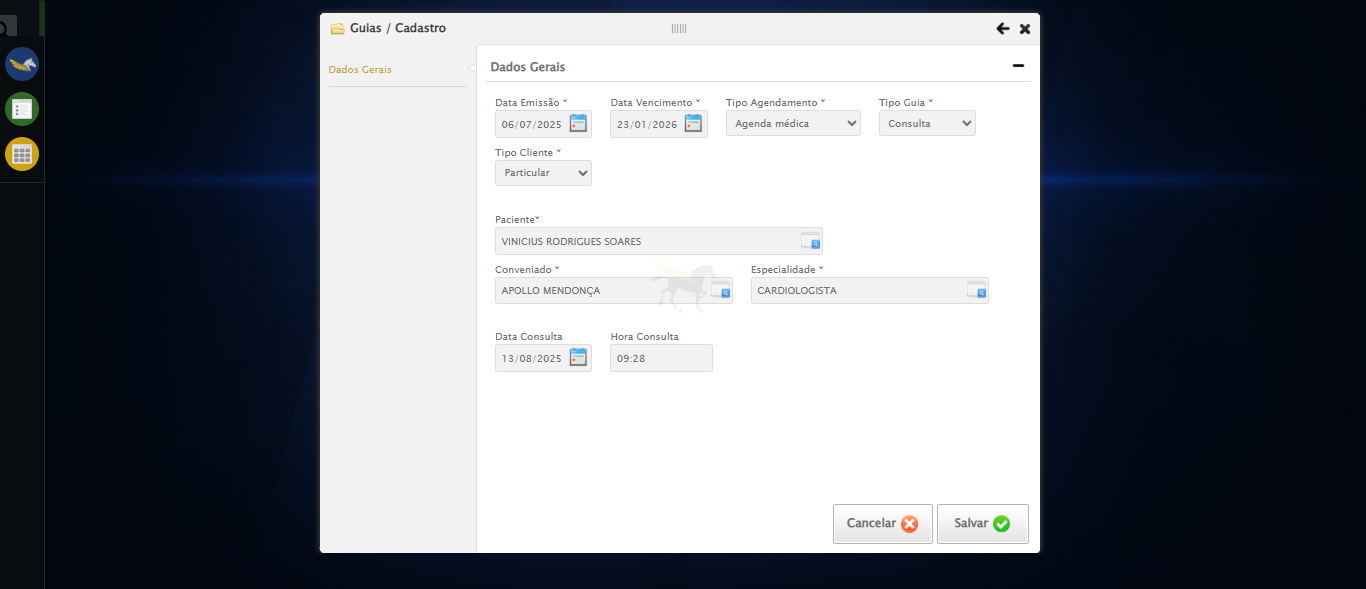 Guias / Cadastro
Dados Gerais
Dados Gerais
Data Emissão * Data Vencimento * Tipo Agendamento * Tipo Guia *
06/07/2025 23/01/2026 Agenda médica Consulta
Tipo Cliente *
Particular
Paciente*
VINICIUS RODRIGUES SOARES
Conveniado * Especialidade *
APOLLO MENDONÇA CARDIOLOGISTA
Data Consulta Hora Consulta
13/08/2025 09:28
Cancelar Salvar